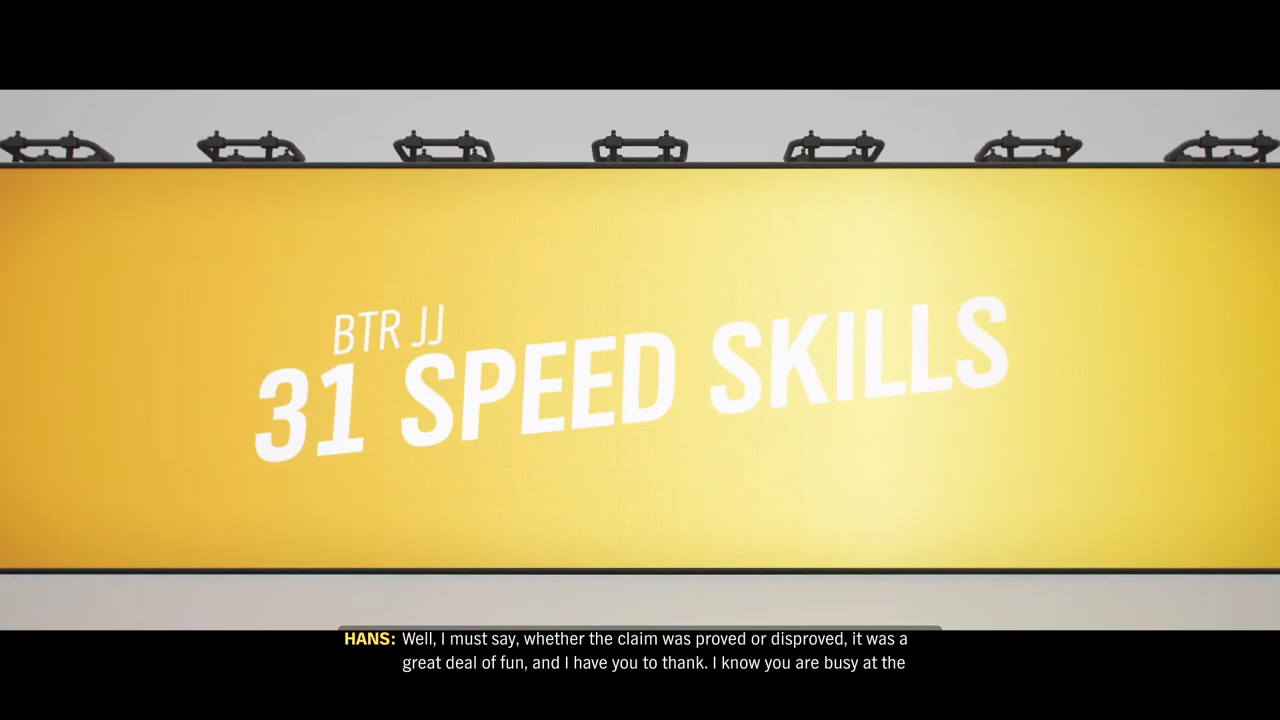 BTR JJ
31 SPEED SKILLS
HANS: Well, I must say, whether the claim was proved or disproved, it was a
great deal of fun, and I have you to thank. I know you are busy at the